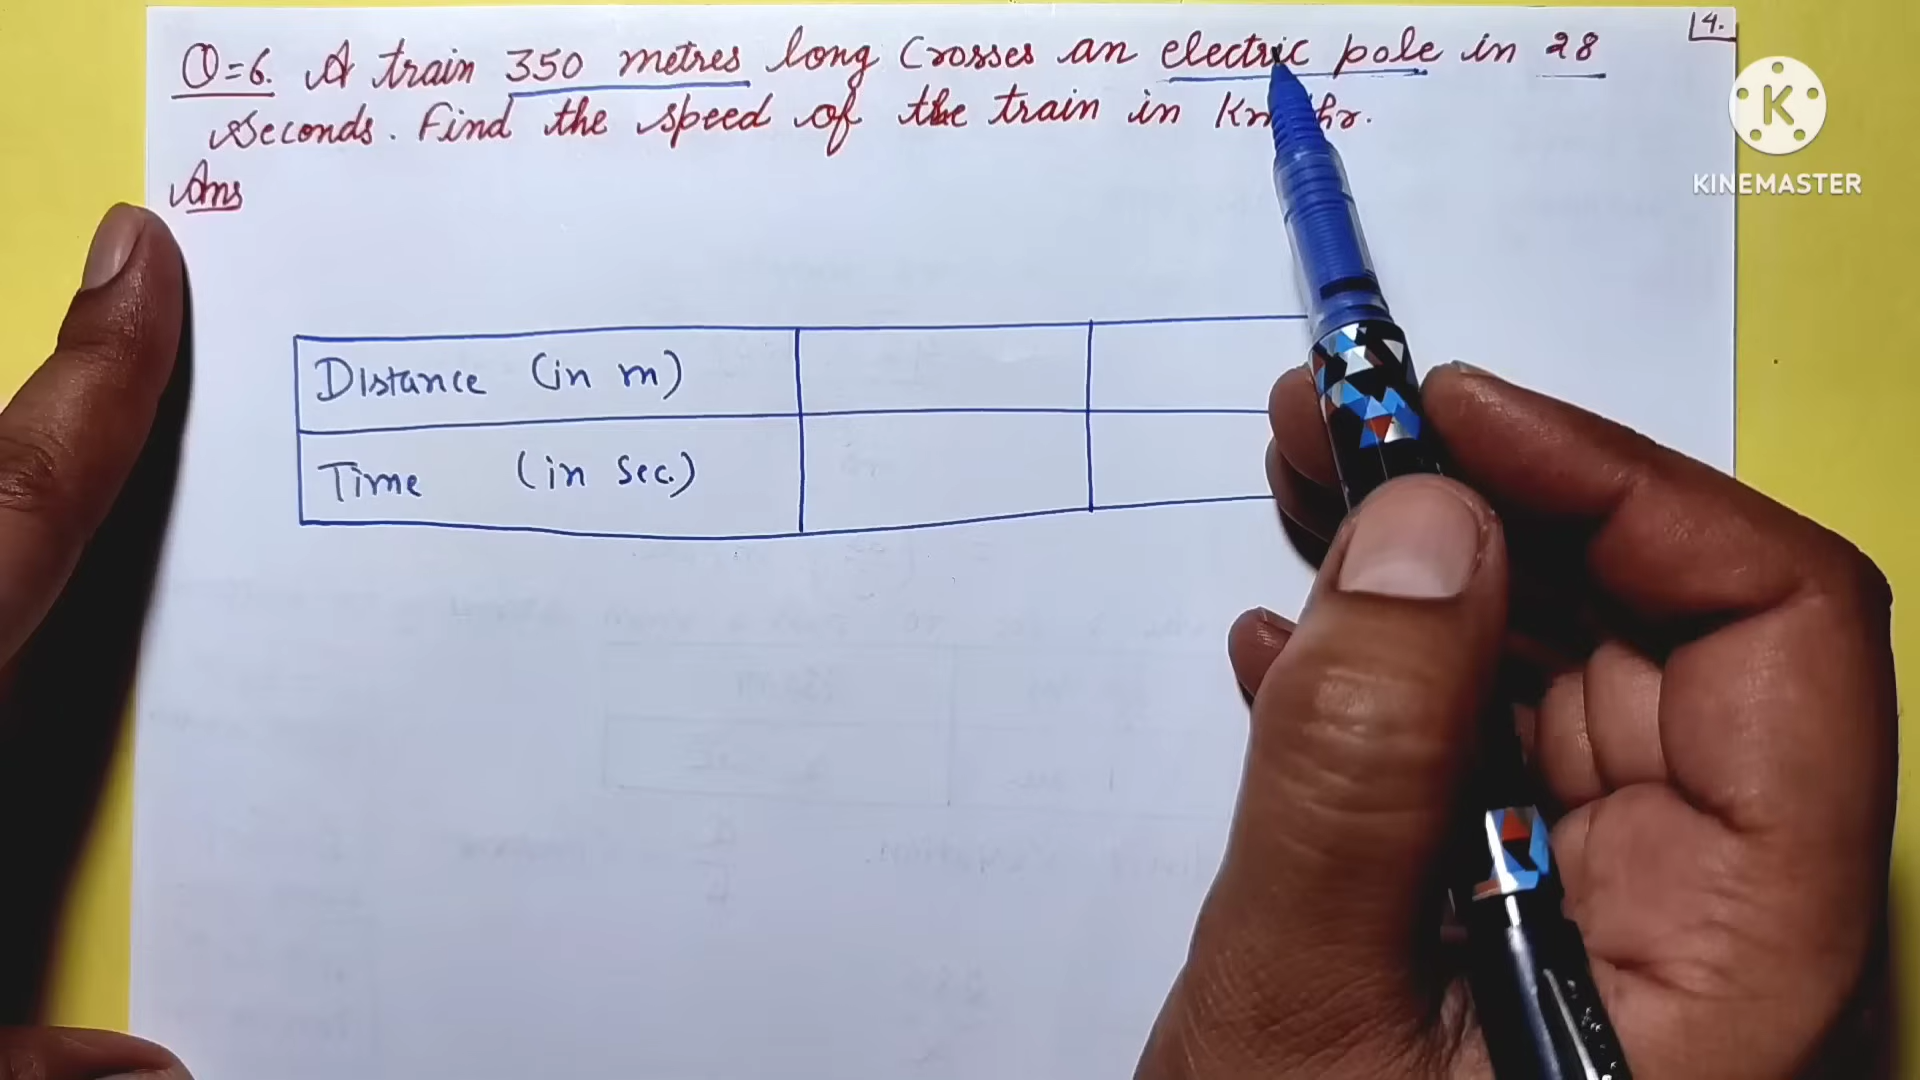 14.
Q=6. A train 350 metres long Crosses an electric pole in 28
seconds. Find the speed of the train in
Ans
K
KINEMASTER
Distance (in m)
Time (in Sec.)